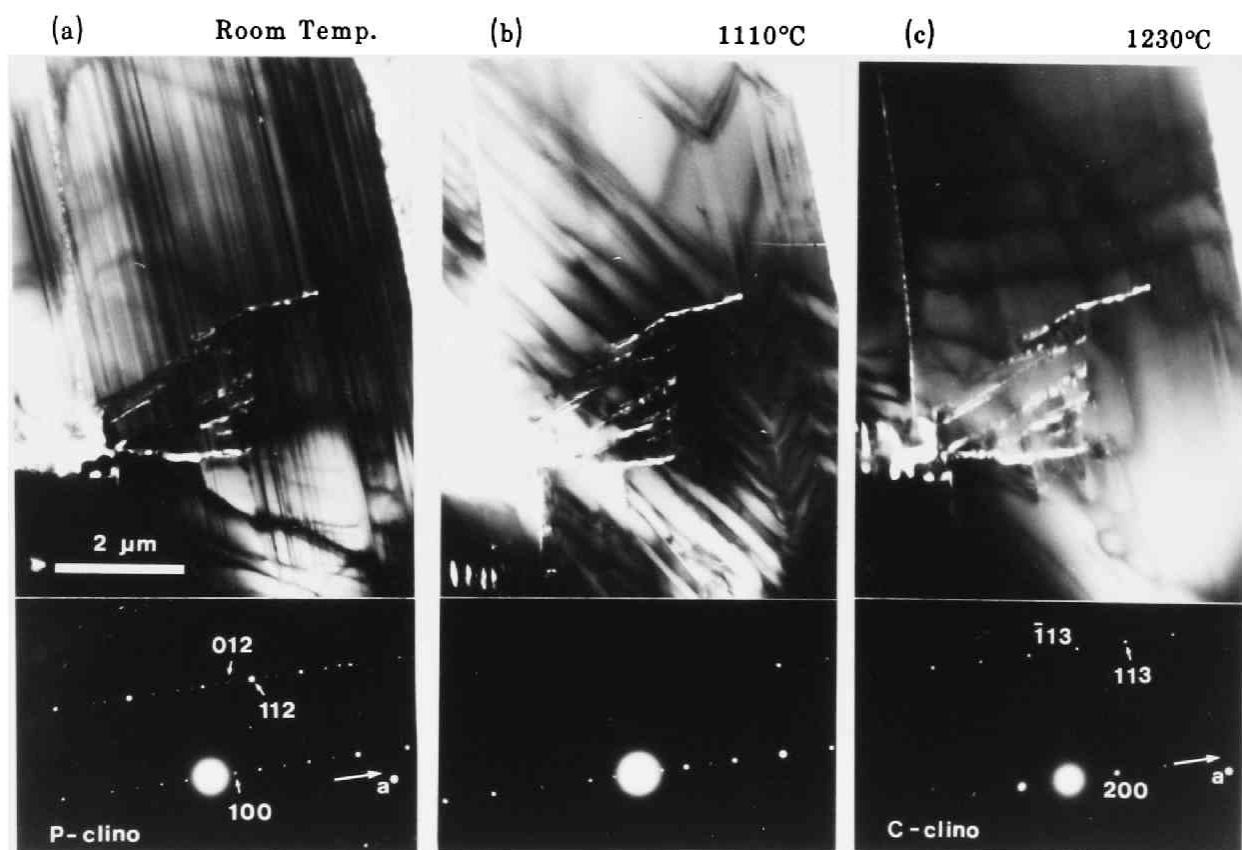 (a) Room Temp. (b) 1110°C (c) 1230°C
2 µm
012
112
100
a*
P-clino
1̄13
113
200
a*
C-clino